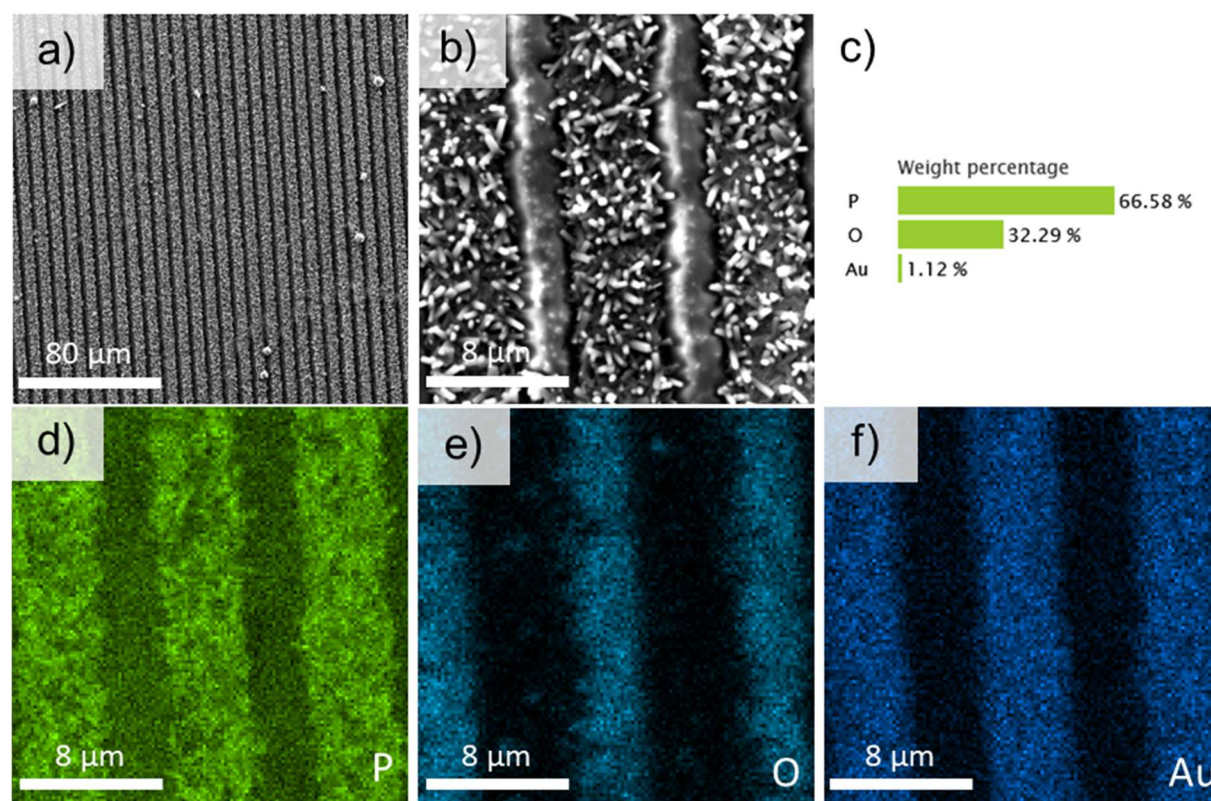 a)
80 µm
b)
8 µm
c)
Weight percentage
P 66.58 %
O 32.29 %
Au 1.12 %
d)
8 µm
P
e)
8 µm
O
f)
8 µm
Au